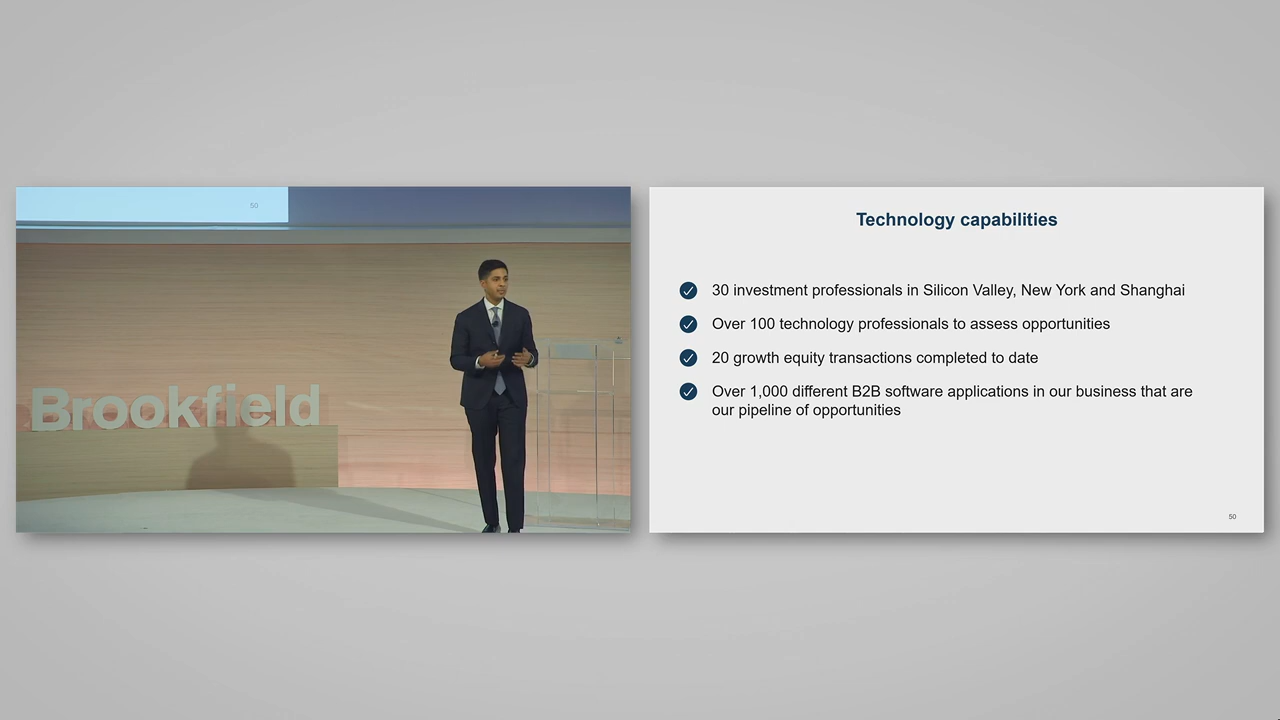 50
Brookfield
Technology capabilities
30 investment professionals in Silicon Valley, New York and Shanghai
Over 100 technology professionals to assess opportunities
20 growth equity transactions completed to date
Over 1,000 different B2B software applications in our business that are
our pipeline of opportunities
50